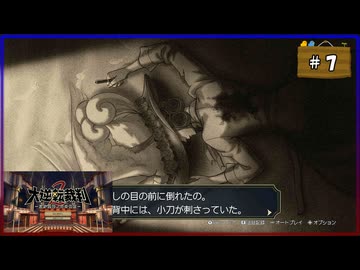 #7
しの目の前に倒れたの。
背中には、小刀が刺さっていた。
大逆転裁判2
オートプレイ
オプション